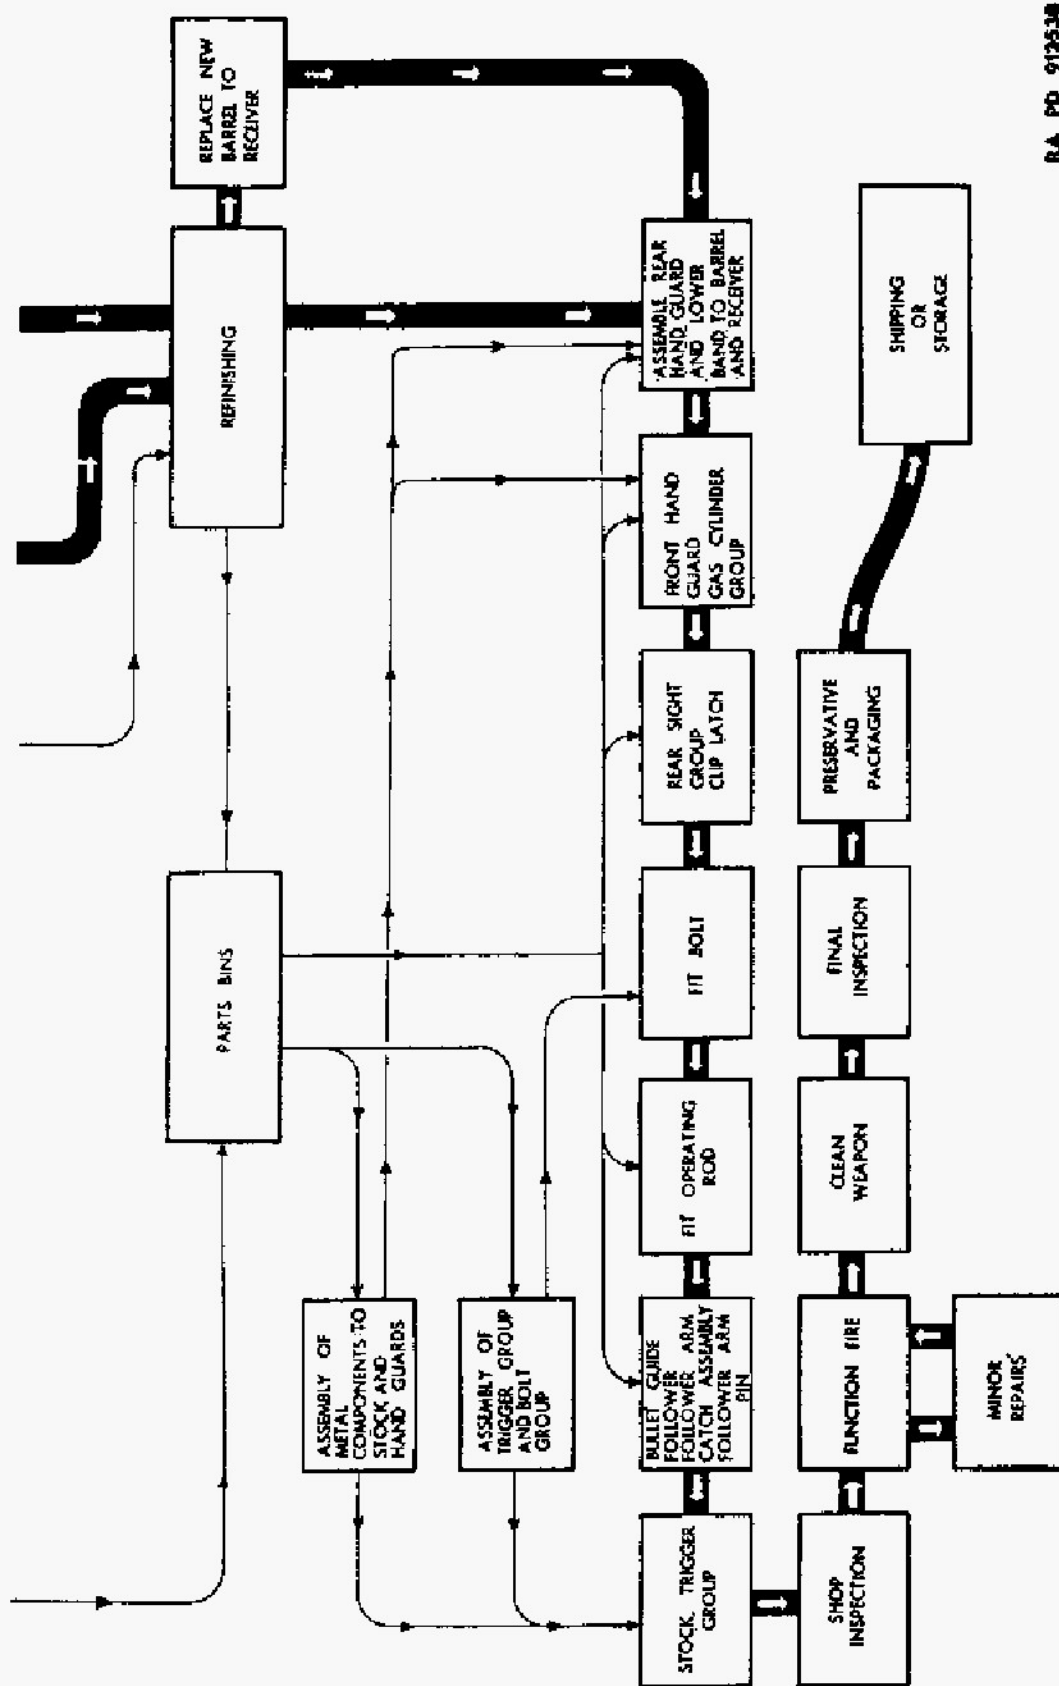 REPLACE NEW
BARREL TO
RECEIVER
REFINISHING
PARTS BINS
ASSEMBLY OF
METAL
COMPONENTS TO
STOCK AND
HAND GUARDS
ASSEMBLY OF
TRIGGER GROUP
AND BOLT
GROUP
ASSEMBLE REAR
HAND GUARD
AND LOWER
BAND TO BARREL
AND RECEIVER
FRONT HAND
GUARD
GAS CYLINDER
GROUP
REAR SIGHT
GROUP
CLIP LATCH
FIT BOLT
FIT OPERATING
ROD
BULLET GUIDE
FOLLOWER
FOLLOWER ARM
CATCH ASSEMBLY
FOLLOWER ARM
PIN
STOCK TRIGGER
GROUP
SHOP
INSPECTION
FUNCTION FIRE
MINOR
REPAIRS
CLEAN
WEAPON
FINAL
INSPECTION
PRESERVATIVE
AND
PACKAGING
SHIPPING
OR
STORAGE
RA PD 912638